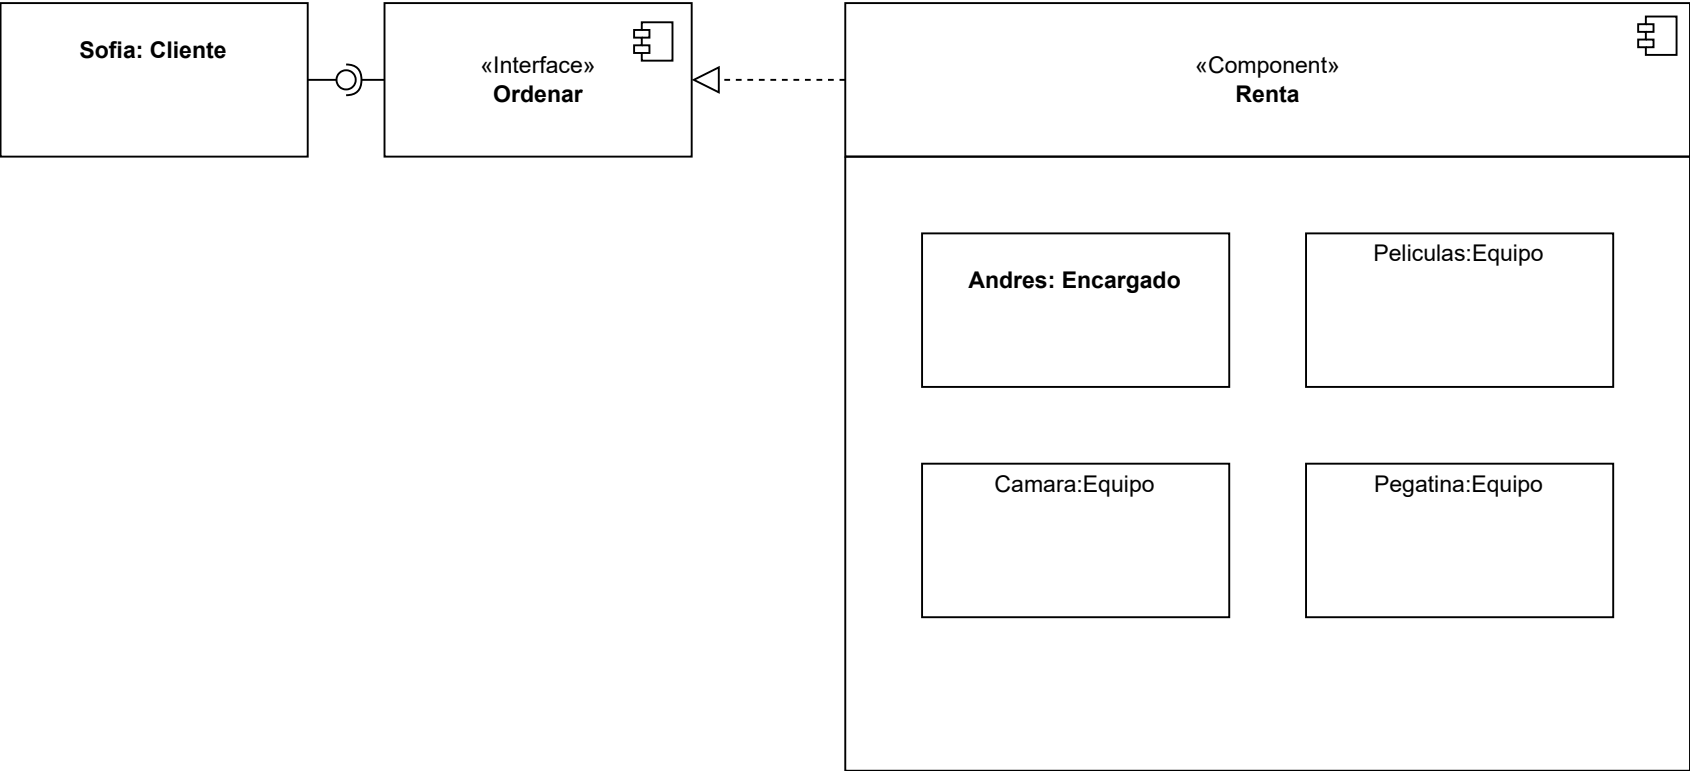 Sofia: Cliente
«Interface»
Ordenar
«Component»
Renta
Andres: Encargado
Peliculas:Equipo
Camara:Equipo
Pegatina:Equipo